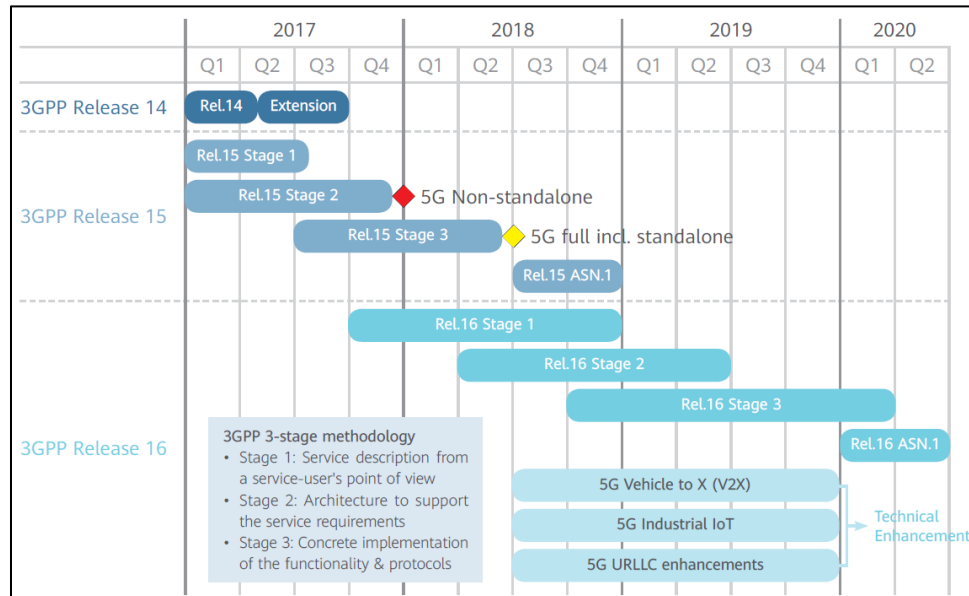 2017 2018 2019 2020
Q1 Q2 Q3 Q4 Q1 Q2 Q3 Q4 Q1 Q2 Q3 Q4 Q1 Q2
3GPP Release 14
Rel.14 Extension
Rel.15 Stage 1
3GPP Release 15
Rel.15 Stage 2
5G Non-standalone
Rel.15 Stage 3
5G full incl. standalone
Rel.15 ASN.1
Rel.16 Stage 1
Rel.16 Stage 2
Rel.16 Stage 3
3GPP Release 16
Rel.16 ASN.1
3GPP 3-stage methodology
• Stage 1: Service description from
a service-user's point of view
• Stage 2: Architecture to support
the service requirements
• Stage 3: Concrete implementation
of the functionality & protocols
5G Vehicle to X (V2X)
5G Industrial IoT
5G URLLC enhancements
Technical
Enhancement